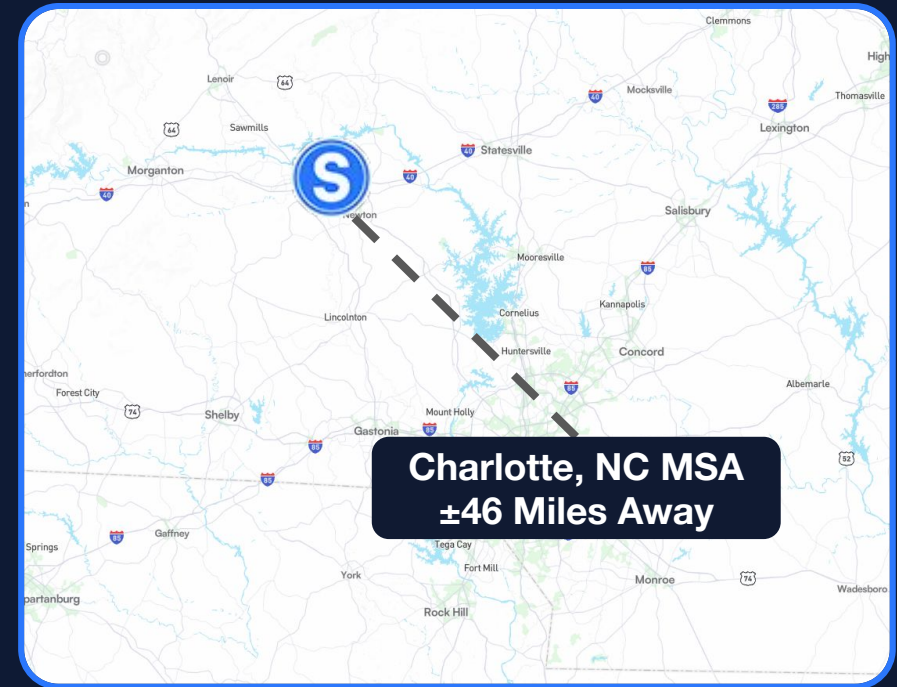 Clemmons
High
Lenoir
64
40
Mocksville
Thomasville
285
64
Sawmills
Lexington
40
Statesville
Morganton
S
40
40
Newton
Salisbury
Mooresville
85
Kannapolis
Lincolnton
Cornelius
Huntersville
Concord
erfordton
85
Albemarle
Forest City
74
Shelby
Mount Holly
85
Gastonia
85
52
Charlotte, NC MSA
±46 Miles Away
85
Gaffney
85
Springs
Tega Cay
Fort Mill
York
Monroe
74
Wadesboro
partanburg
Rock Hill